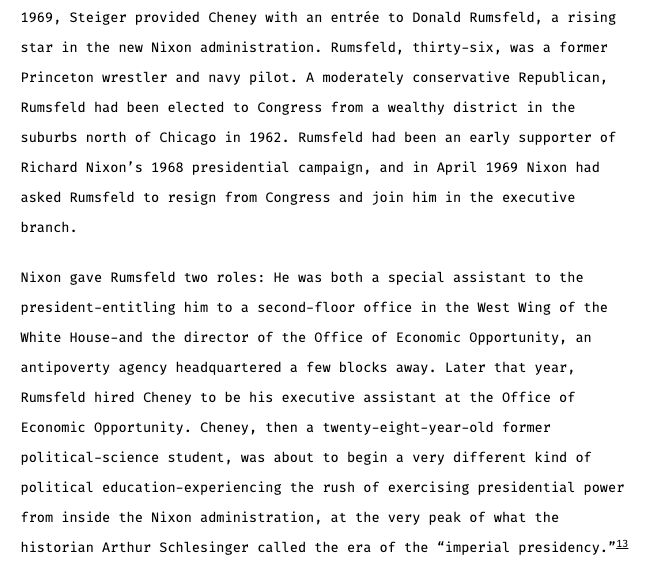 1969, Steiger provided Cheney with an entrée to Donald Rumsfeld, a rising
star in the new Nixon administration. Rumsfeld, thirty-six, was a former
Princeton wrestler and navy pilot. A moderately conservative Republican,
Rumsfeld had been elected to Congress from a wealthy district in the
suburbs north of Chicago in 1962. Rumsfeld had been an early supporter of
Richard Nixon’s 1968 presidential campaign, and in April 1969 Nixon had
asked Rumsfeld to resign from Congress and join him in the executive
branch.
Nixon gave Rumsfeld two roles: He was both a special assistant to the
president—entitling him to a second-floor office in the West Wing of the
White House—and the director of the Office of Economic Opportunity, an
antipoverty agency headquartered a few blocks away. Later that year,
Rumsfeld hired Cheney to be his executive assistant at the Office of
Economic Opportunity. Cheney, then a twenty-eight-year-old former
political-science student, was about to begin a very different kind of
political education—experiencing the rush of exercising presidential power
from inside the Nixon administration, at the very peak of what the
historian Arthur Schlesinger called the era of the “imperial presidency.”13